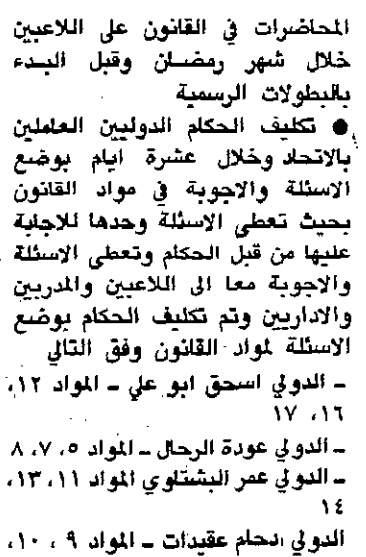 المحاضرات في القانون على اللاعبين
خلال شهر رمضان وقبل البدء
بالبطولات الرسمية
● تكليف الحكام الدوليين العاملين
بالاتحاد وخلال عشرة ايام بوضع
الاسئلة والاجوبة في مواد القانون
بحيث تعطى الاسئلة وحدها للاجابة
عليها من قبل الحكام وتعطى الاسئلة
والاجوبة معا الى اللاعبين والمدربين
والاداريين وتم تكليف الحكام بوضع
الاسئلة لمواد القانون وفق التالي
ـ الدولي اسحق ابو علي ـ المواد ١٢،
١٦، ١٧
ـ الدولي عودة الرحال ـ المواد ٥، ٧، ٨
ـ الدولي عمر البشتاوي المواد ١١، ١٣،
١٤
الدولي دحام عقيدات ـ المواد ٩، ١٠،